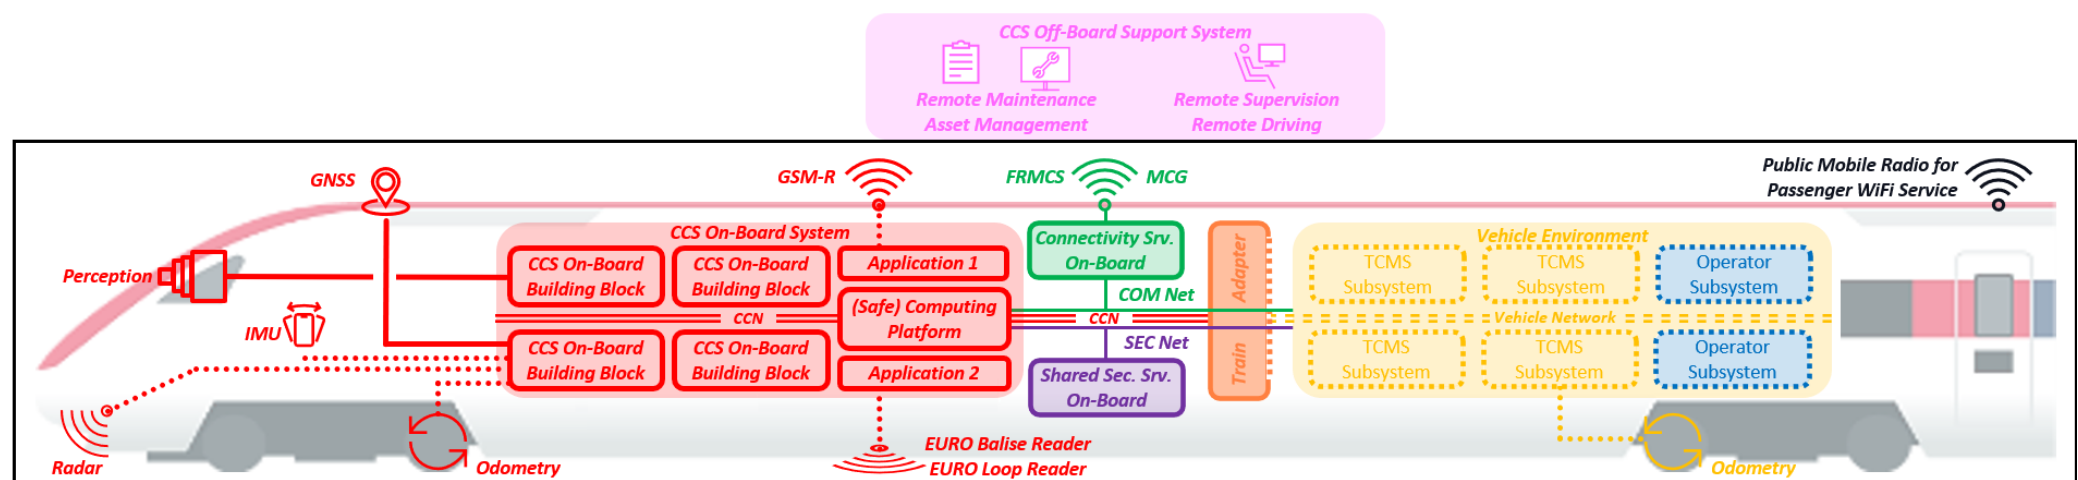 CCS Off-Board Support System
Remote Maintenance
Asset Management
Remote Supervision
Remote Driving
GNSS
GSM-R
FRMCS
MCG
Public Mobile Radio for
Passenger WiFi Service
Perception
IMU
Radar
Odometry
CCS On-Board System
CCS On-Board
Building Block
CCS On-Board
Building Block
Application 1
CCN
(Safe) Computing
Platform
CCS On-Board
Building Block
CCS On-Board
Building Block
Application 2
EURO Balise Reader
EURO Loop Reader
Connectivity Srv.
On-Board
COM Net
CCN
SEC Net
Shared Sec. Srv.
On-Board
Train Adapter
Vehicle Environment
TCMS
Subsystem
TCMS
Subsystem
Operator
Subsystem
Vehicle Network
TCMS
Subsystem
TCMS
Subsystem
Operator
Subsystem
Odometry